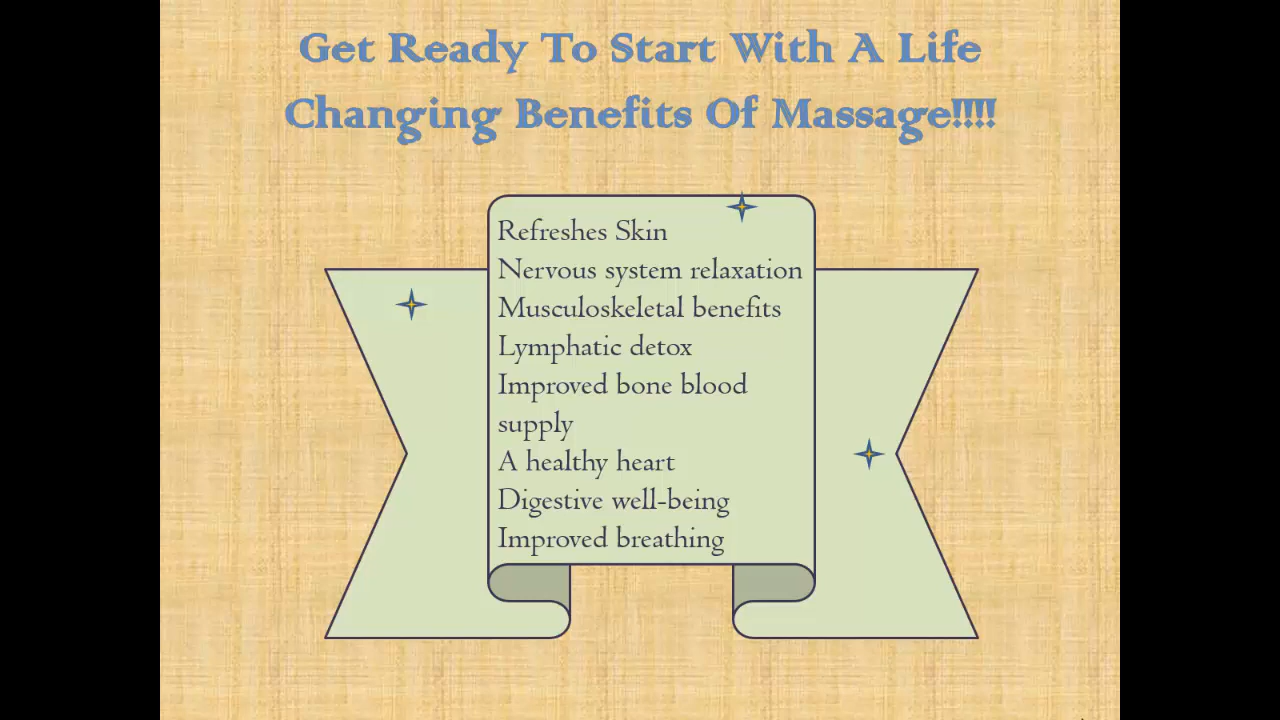 Get Ready To Start With A Life
Changing Benefits Of Massage!!!!
Refreshes Skin
Nervous system relaxation
Musculoskeletal benefits
Lymphatic detox
Improved bone blood
supply
A healthy heart
Digestive well-being
Improved breathing